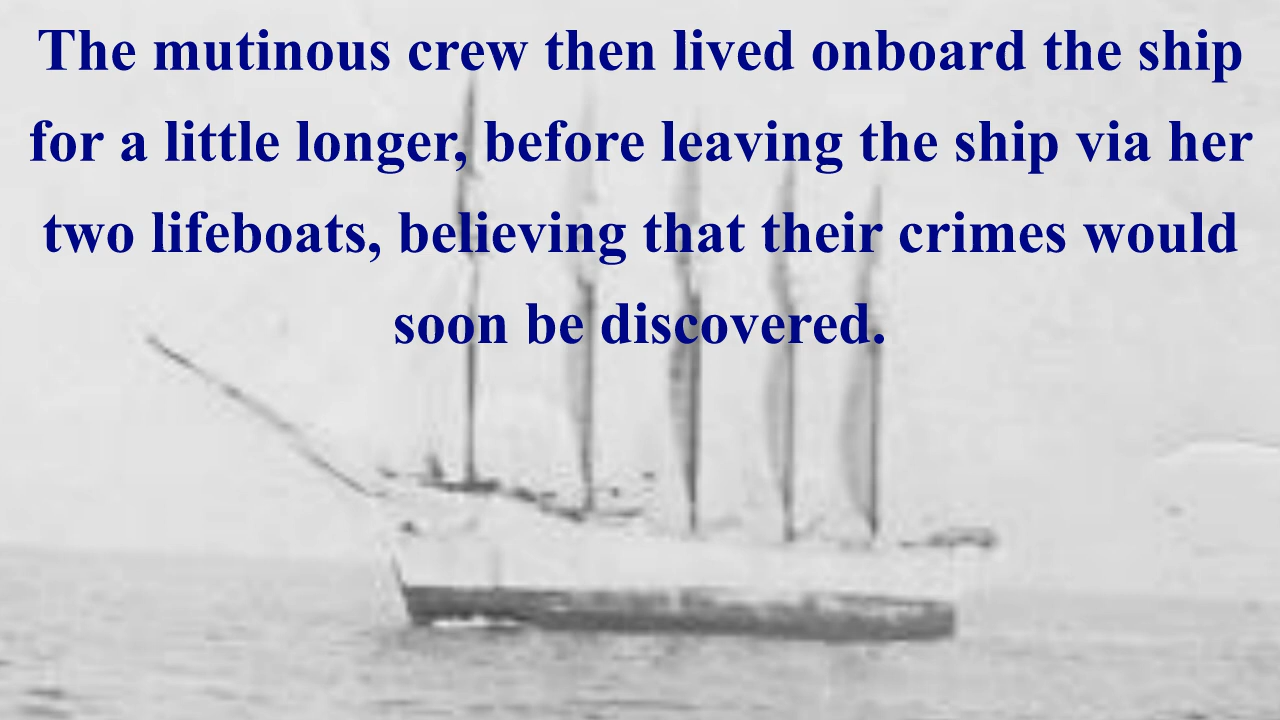 The mutinous crew then lived onboard the ship
for a little longer, before leaving the ship via her
two lifeboats, believing that their crimes would
soon be discovered.